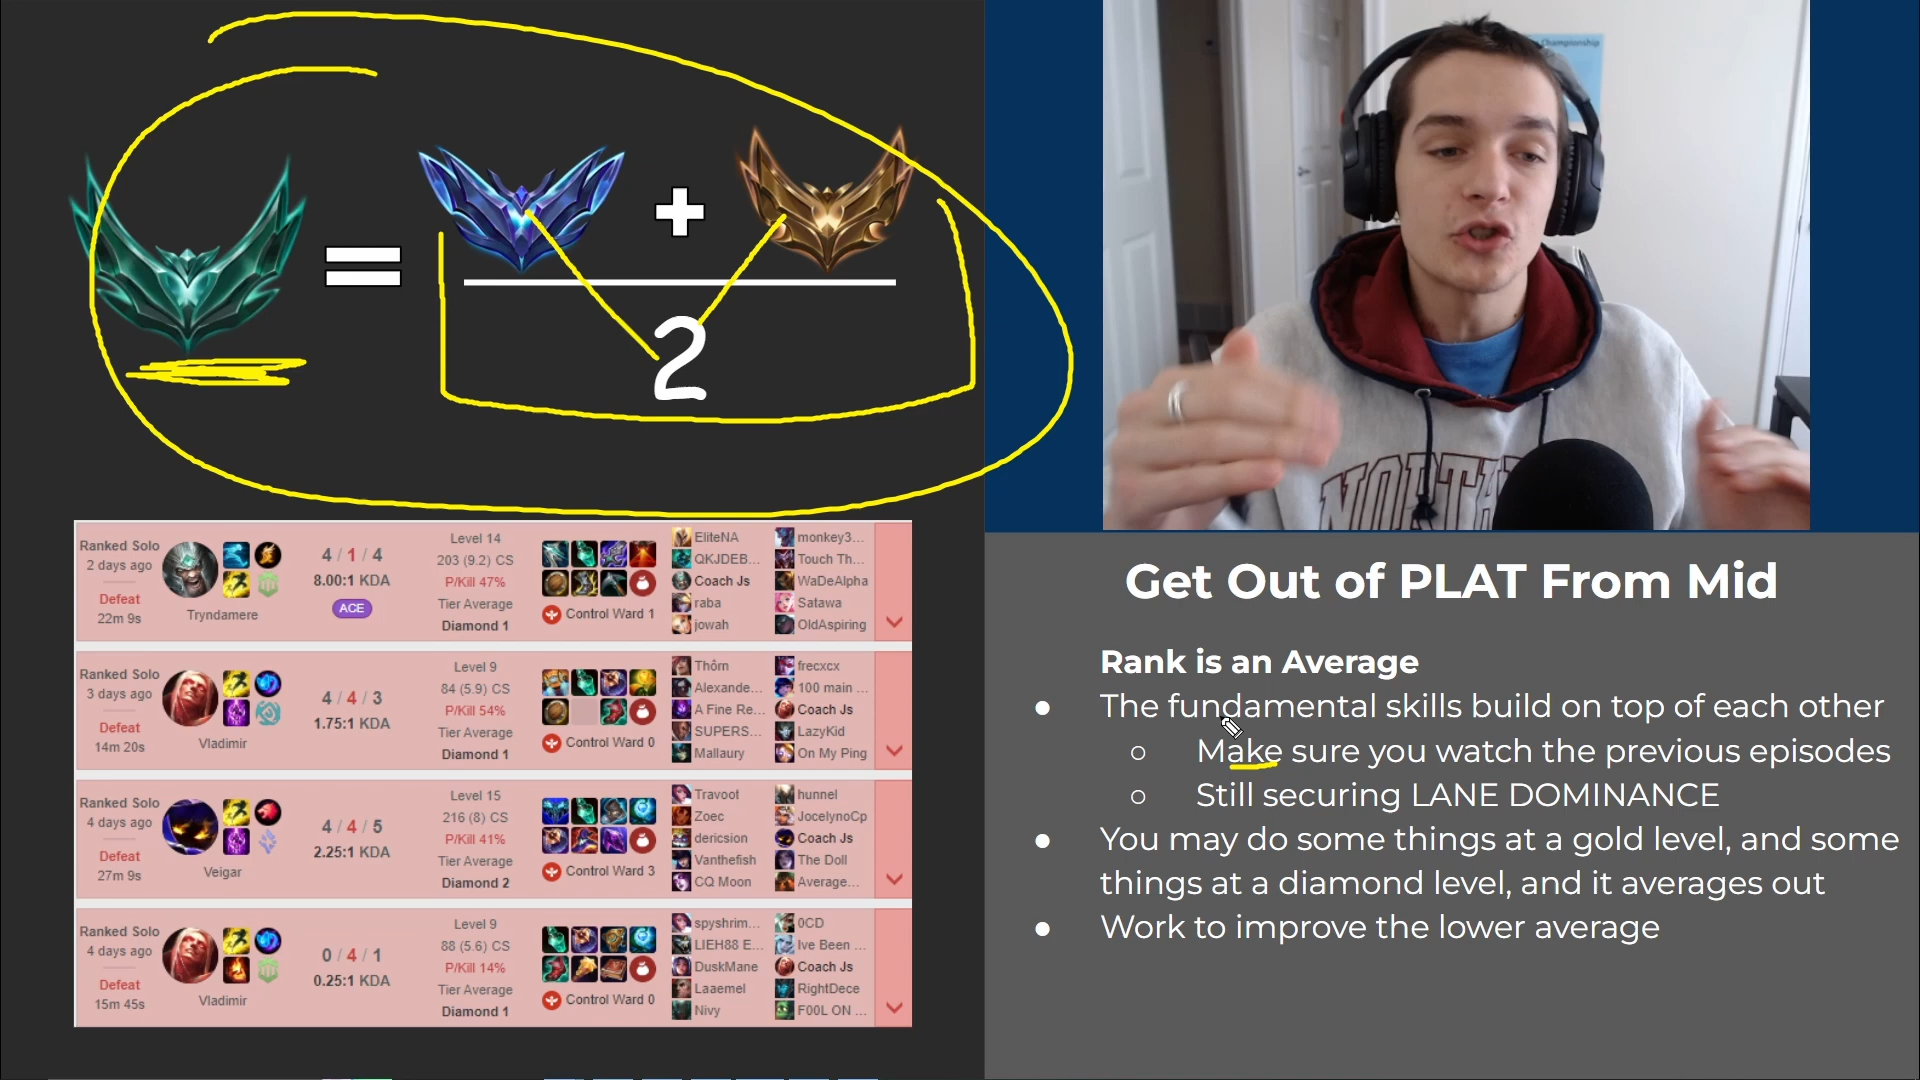 Championship
2
NORTH
Ranked Solo
2 days ago
Defeat
22m 9s
Tryndamere
4 / 1 / 4
8.00:1 KDA
ACE
Level 14
203 (9.2) CS
P/Kill 47%
Tier Average
Diamond 1
Control Ward 1
EliteNA
QKJDEB...
Coach Js
raba
jowah
monkey3...
Touch Th...
WaDeAlpha
Satawa
OldAspiring
Ranked Solo
3 days ago
Defeat
14m 20s
Vladimir
4 / 4 / 3
1.75:1 KDA
Level 9
84 (5.9) CS
P/Kill 54%
Tier Average
Diamond 1
Control Ward 0
Thôrn
Alexande...
A Fine Re...
SUPERS...
Mallaury
frecxcx
100 main ...
Coach Js
LazyKid
On My Ping
Ranked Solo
4 days ago
Defeat
27m 9s
Veigar
4 / 4 / 5
2.25:1 KDA
Level 15
216 (8) CS
P/Kill 41%
Tier Average
Diamond 2
Control Ward 3
Travoot
Zoec
dericsion
Vanthefish
CQ Moon
hunnel
JocelynoCp
Coach Js
The Doll
Average...
Ranked Solo
4 days ago
Defeat
15m 45s
Vladimir
0 / 4 / 1
0.25:1 KDA
Level 9
88 (5.6) CS
P/Kill 14%
Tier Average
Diamond 1
Control Ward 0
spyshrim...
LIEH88 E...
DuskMane
Laaemel
Nivy
0CD
Ive Been ...
Coach Js
RightDece
F00L ON ...
Get Out of PLAT From Mid
Rank is an Average
● The fundamental skills build on top of each other
○ Make sure you watch the previous episodes
○ Still securing LANE DOMINANCE
● You may do some things at a gold level, and some
things at a diamond level, and it averages out
● Work to improve the lower average